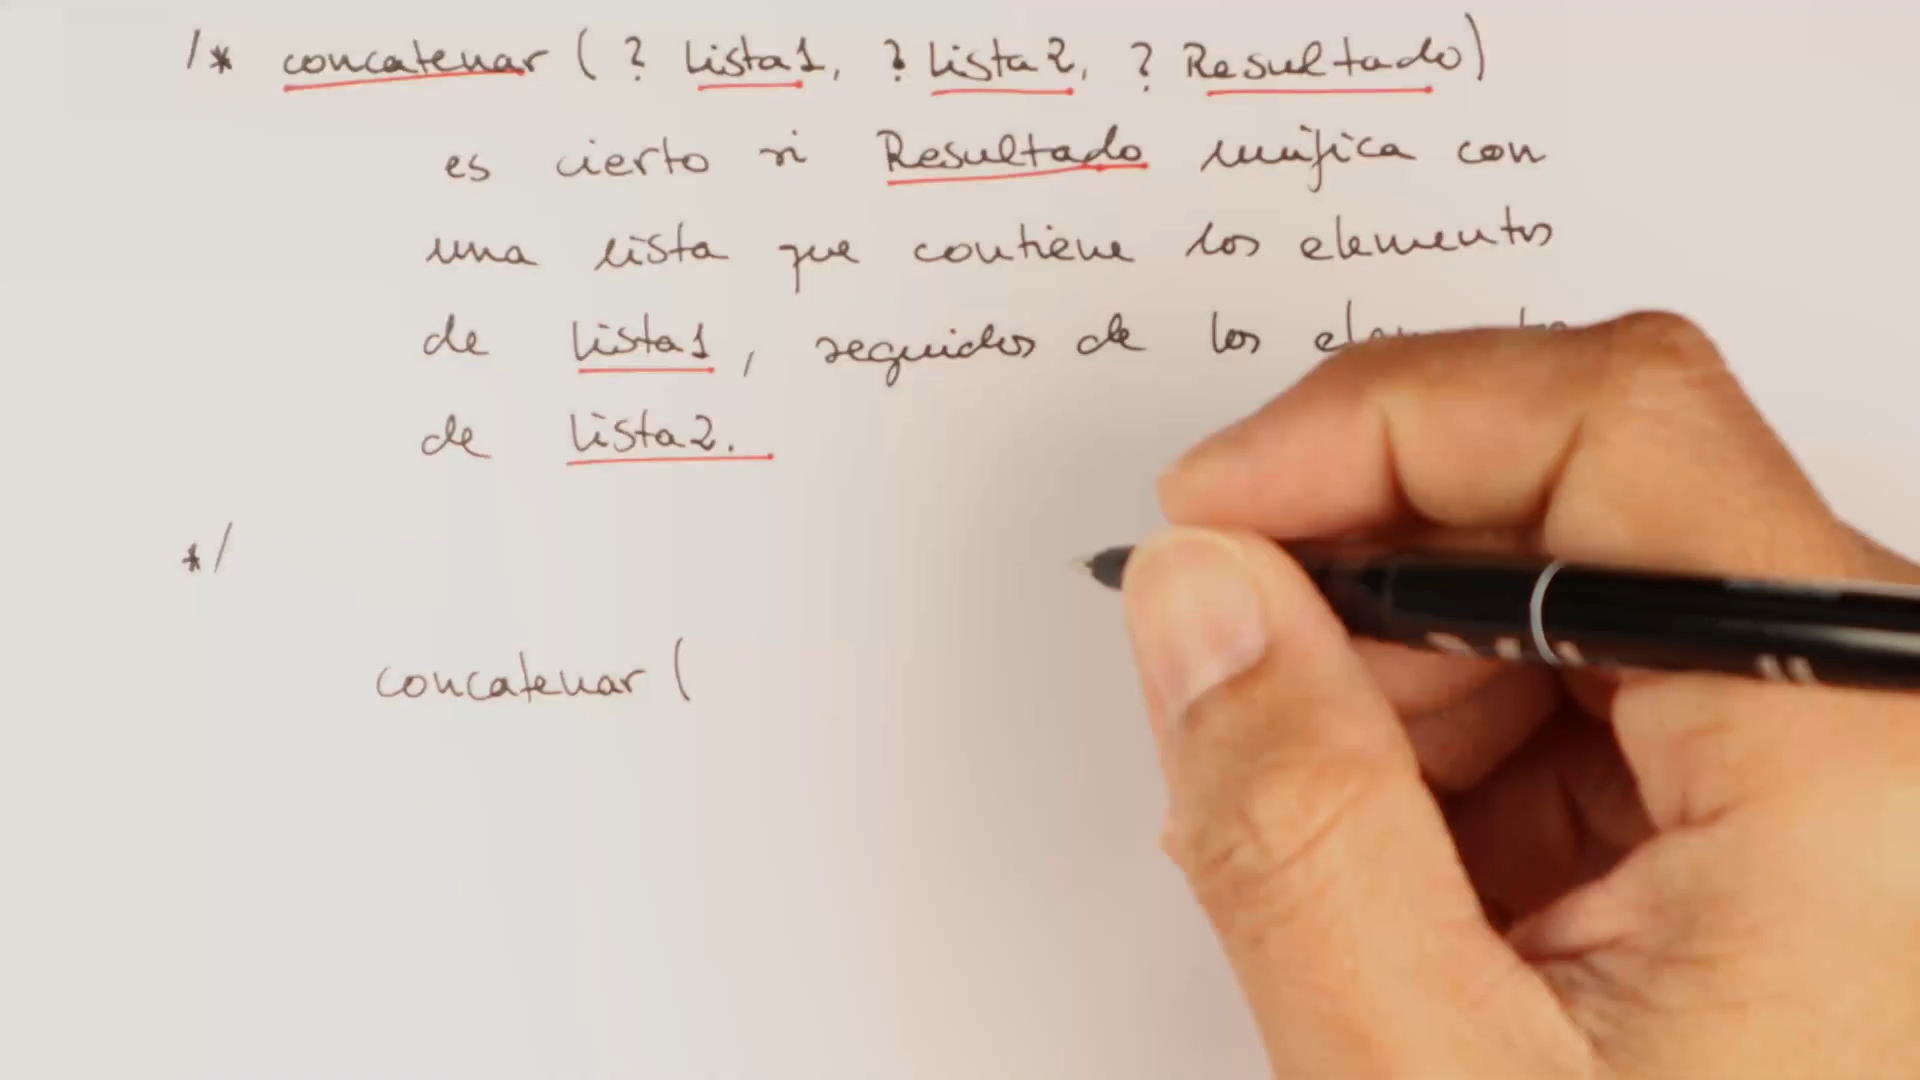 /* concatenar (? Lista1, ? Lista2, ? Resultado)
es cierto si Resultado unifica con
una lista que contiene los elementos
de Lista1, seguidos de los
de Lista2.
*/
concatenar (